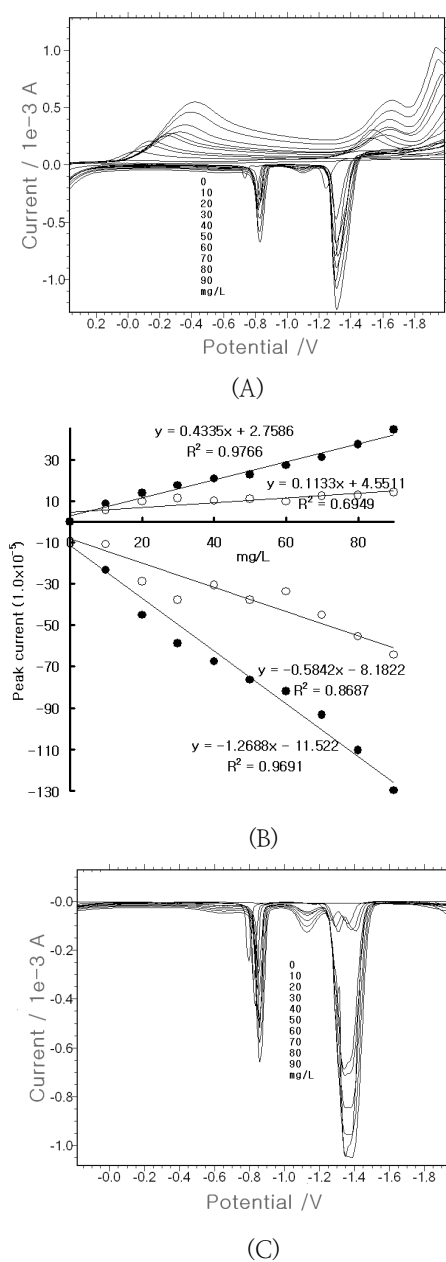 1.0
0.5
0.0
-0.5
-1.0
Current / 1e-3 A
0
10
20
30
40
50
60
70
80
90
mg/L
0.2 -0.0 -0.2 -0.4 -0.6 -0.8 -1.0 -1.2 -1.4 -1.6 -1.8
Potential /V
(A)
y = 0.4335x + 2.7586
R² = 0.9766
y = 0.1133x + 4.5511
R² = 0.6949
30
10
-10
-30
-50
-70
-90
-110
-130
Peak current (1.0x10⁻⁵)
0 20 40 60 80
mg/L
y = -0.5842x - 8.1822
R² = 0.8687
y = -1.2688x - 11.522
R² = 0.9691
(B)
-0.0
-0.2
-0.4
-0.6
-0.8
-1.0
Current / 1e-3 A
0
10
20
30
40
50
60
70
80
90
mg/L
-0.2 -0.4 -0.6 -0.8 -1.0 -1.2 -1.4 -1.6 -1.8
Potential /V
(C)